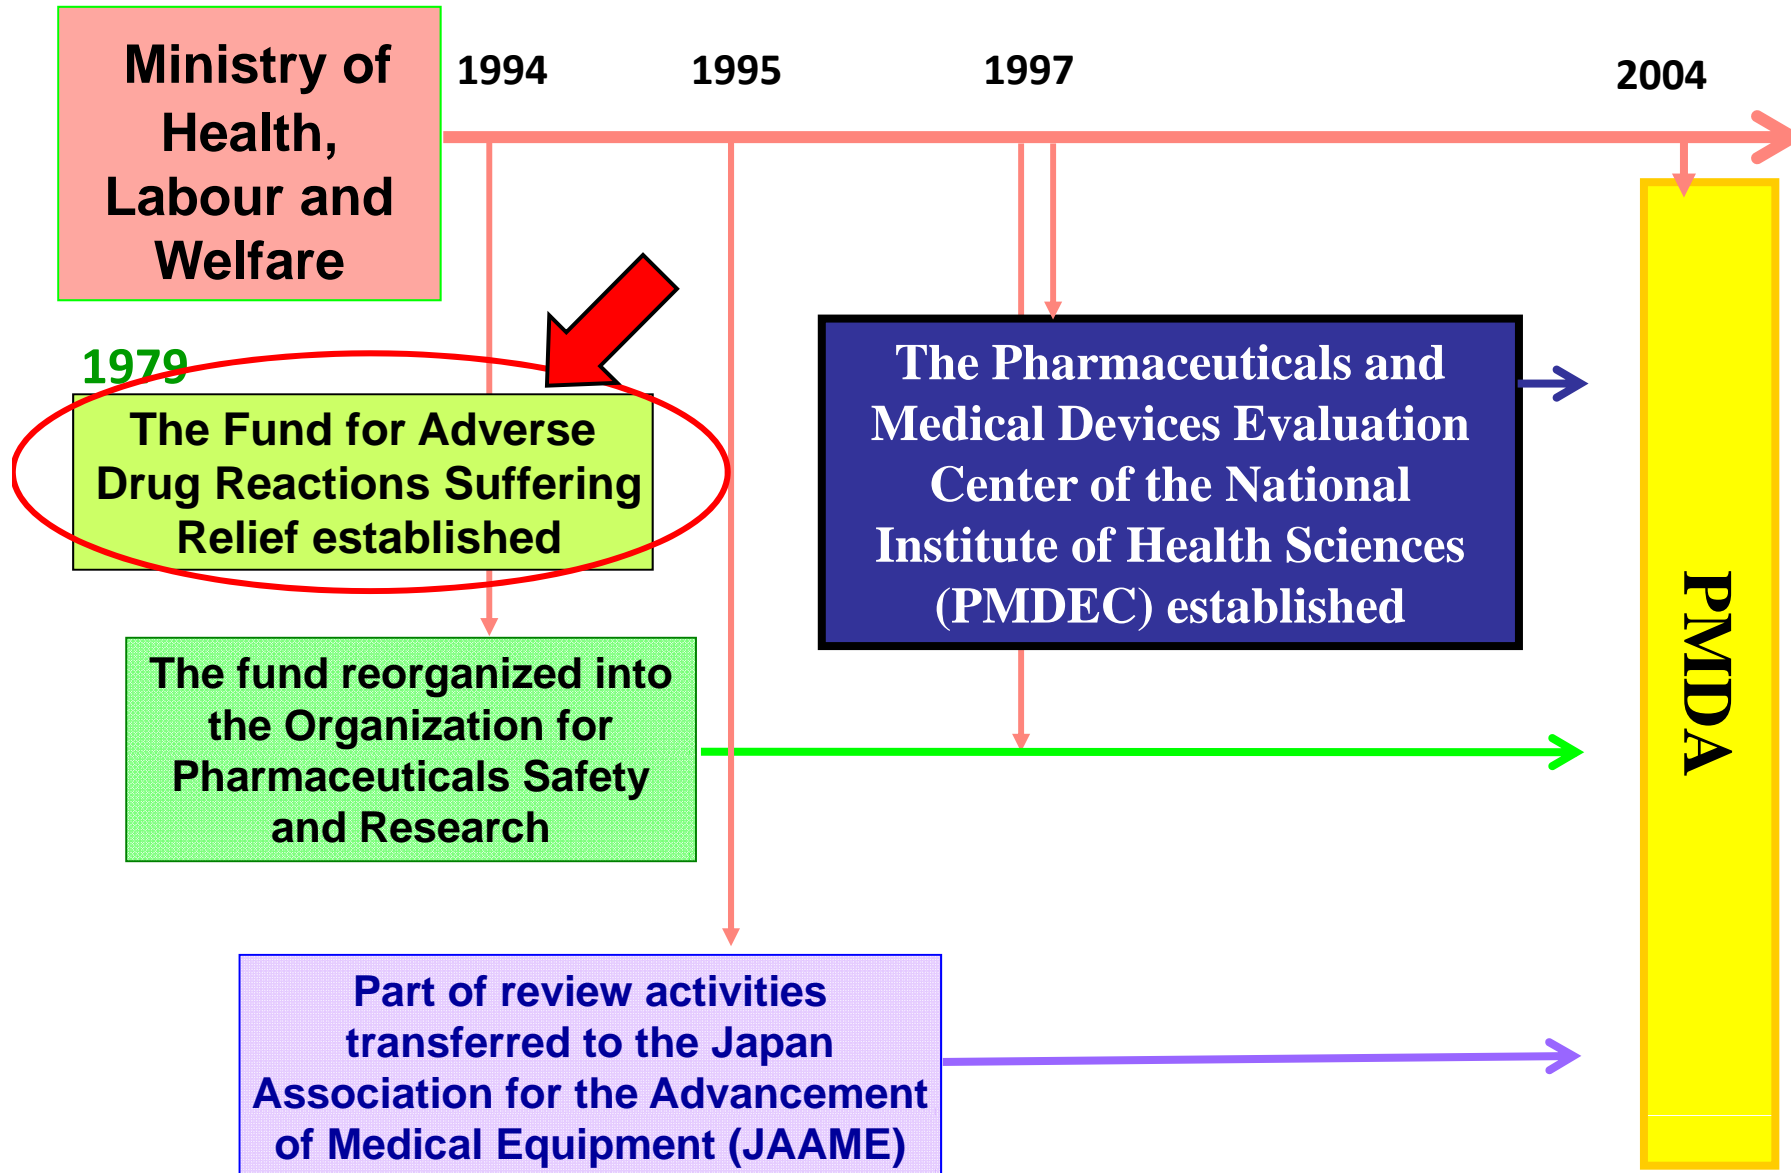 Ministry of
Health,
Labour and
Welfare
1994
1995
1997
2004
1979
The Fund for Adverse
Drug Reactions Suffering
Relief established
The Pharmaceuticals and
Medical Devices Evaluation
Center of the National
Institute of Health Sciences
(PMDEC) established
The fund reorganized into
the Organization for
Pharmaceuticals Safety
and Research
Part of review activities
transferred to the Japan
Association for the Advancement
of Medical Equipment (JAAME)
PMDA